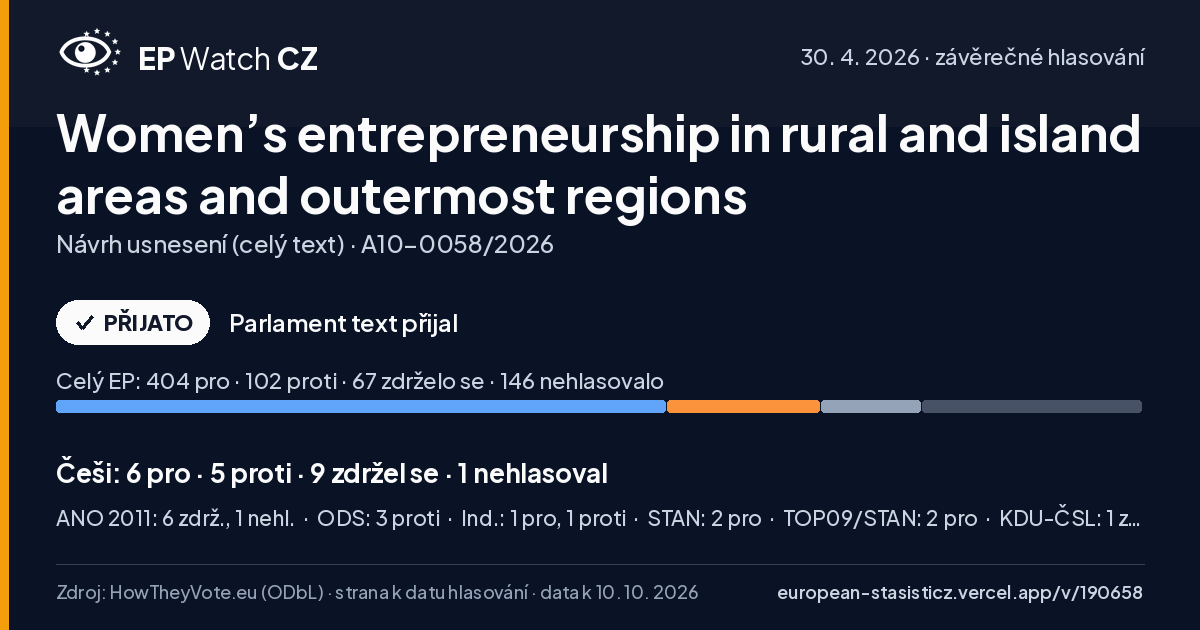 EP Watch CZ
30. 4. 2026 · závěrečné hlasování
Women’s entrepreneurship in rural and island
areas and outermost regions
Návrh usnesení (celý text) · A10–0058/2026
✓ PŘIJATO
Parlament text přijal
Celý EP: 404 pro · 102 proti · 67 zdrželo se · 146 nehlasovalo
Češi: 6 pro · 5 proti · 9 zdržel se · 1 nehlasoval
ANO 2011: 6 zdrž., 1 nehl. · ODS: 3 proti · Ind.: 1 pro, 1 proti · STAN: 2 pro · TOP09/STAN: 2 pro · KDU-ČSL: 1 z…
Zdroj: HowTheyVote.eu (ODbL) · strana k datu hlasování · data k 10. 10. 2026
european-stasisticz.vercel.app/v/190658